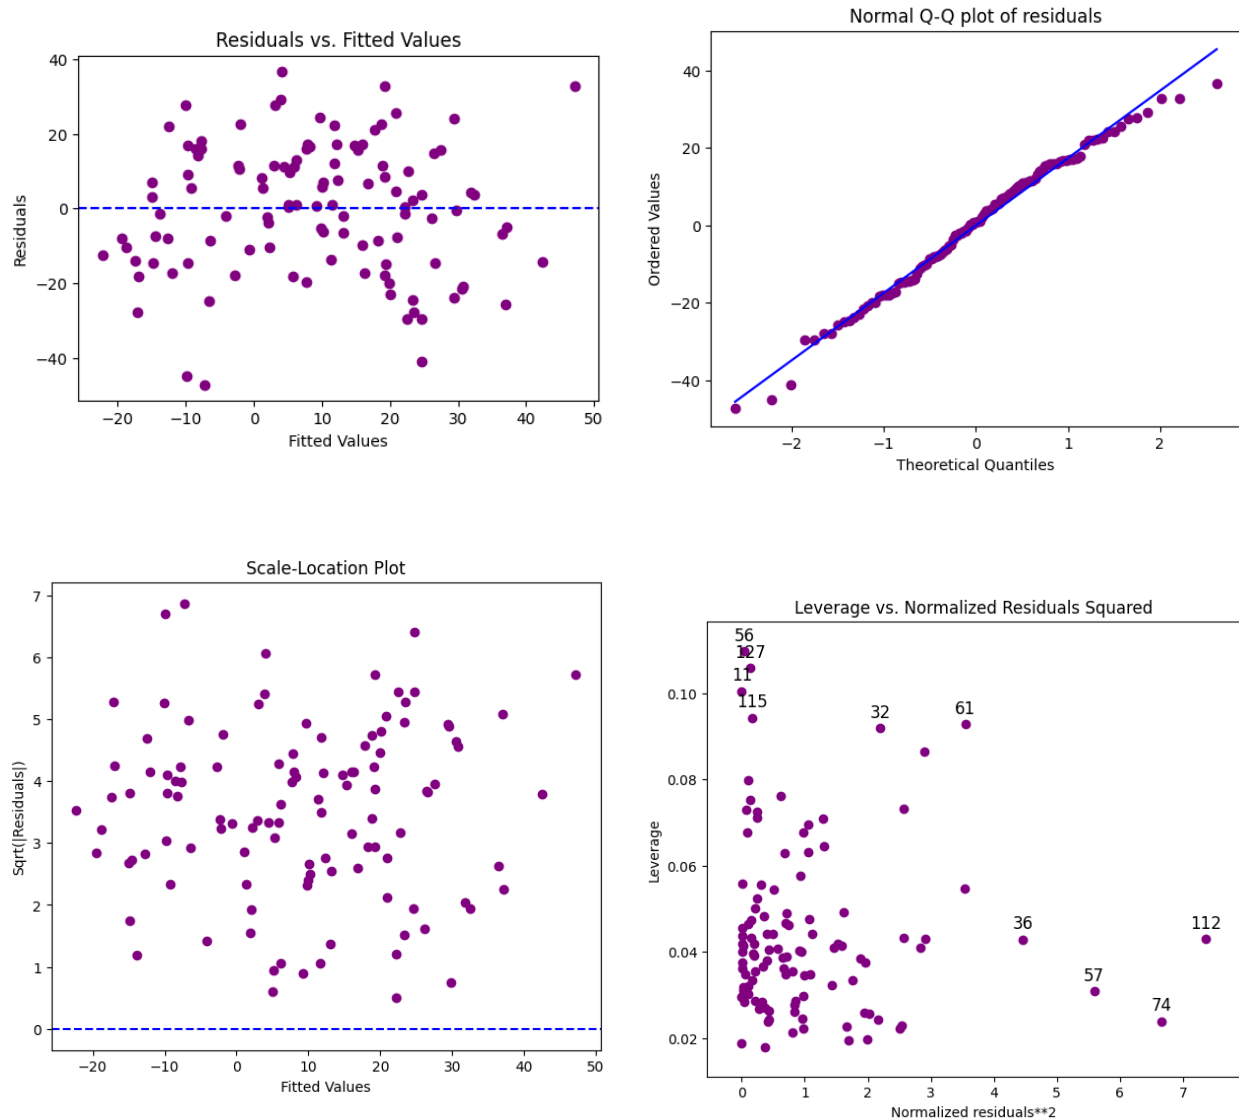 Residuals vs. Fitted Values
40
20
0
−20
−40
Residuals
−20 −10 0 10 20 30 40 50
Fitted Values
Normal Q-Q plot of residuals
40
20
0
−20
−40
Ordered Values
−2 −1 0 1 2
Theoretical Quantiles
Scale-Location Plot
7
6
5
4
3
2
1
0
Sqrt(|Residuals|)
−20 −10 0 10 20 30 40 50
Fitted Values
Leverage vs. Normalized Residuals Squared
56
127
11
115
32
61
36
112
57
74
0.10
0.08
0.06
0.04
0.02
Leverage
0 1 2 3 4 5 6 7
Normalized residuals**2